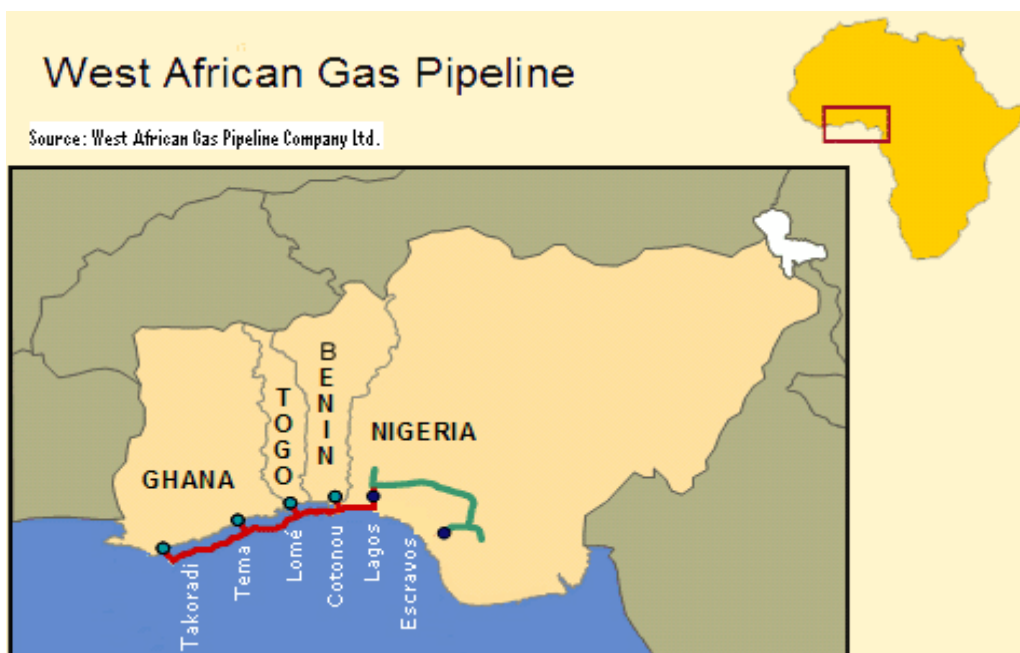 West African Gas Pipeline
Source: West African Gas Pipeline Company Ltd.
BENIN
TOGO
NIGERIA
GHANA
Takoradi
Tema
Lomé
Cotonou
Lagos
Escravos